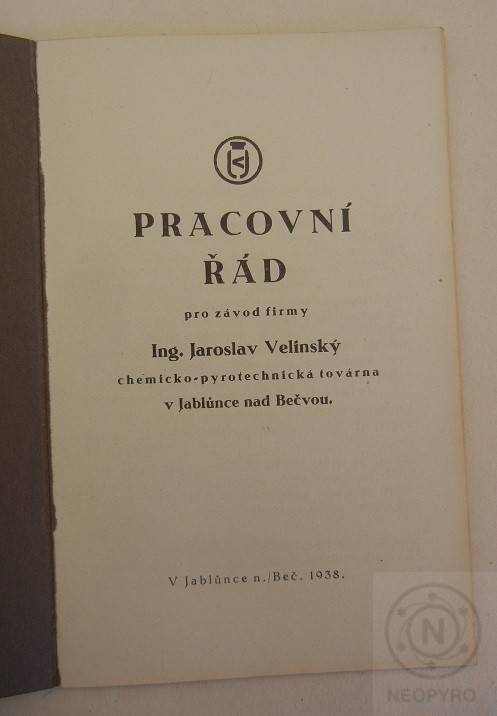 PRACOVNÍ
ŘÁD
pro závod firmy
Ing. Jaroslav Velínský
chemicko-pyrotechnická továrna
v Jablůnce nad Bečvou.
V Jablůnce n./Beč. 1938.
N
NEOPYRO